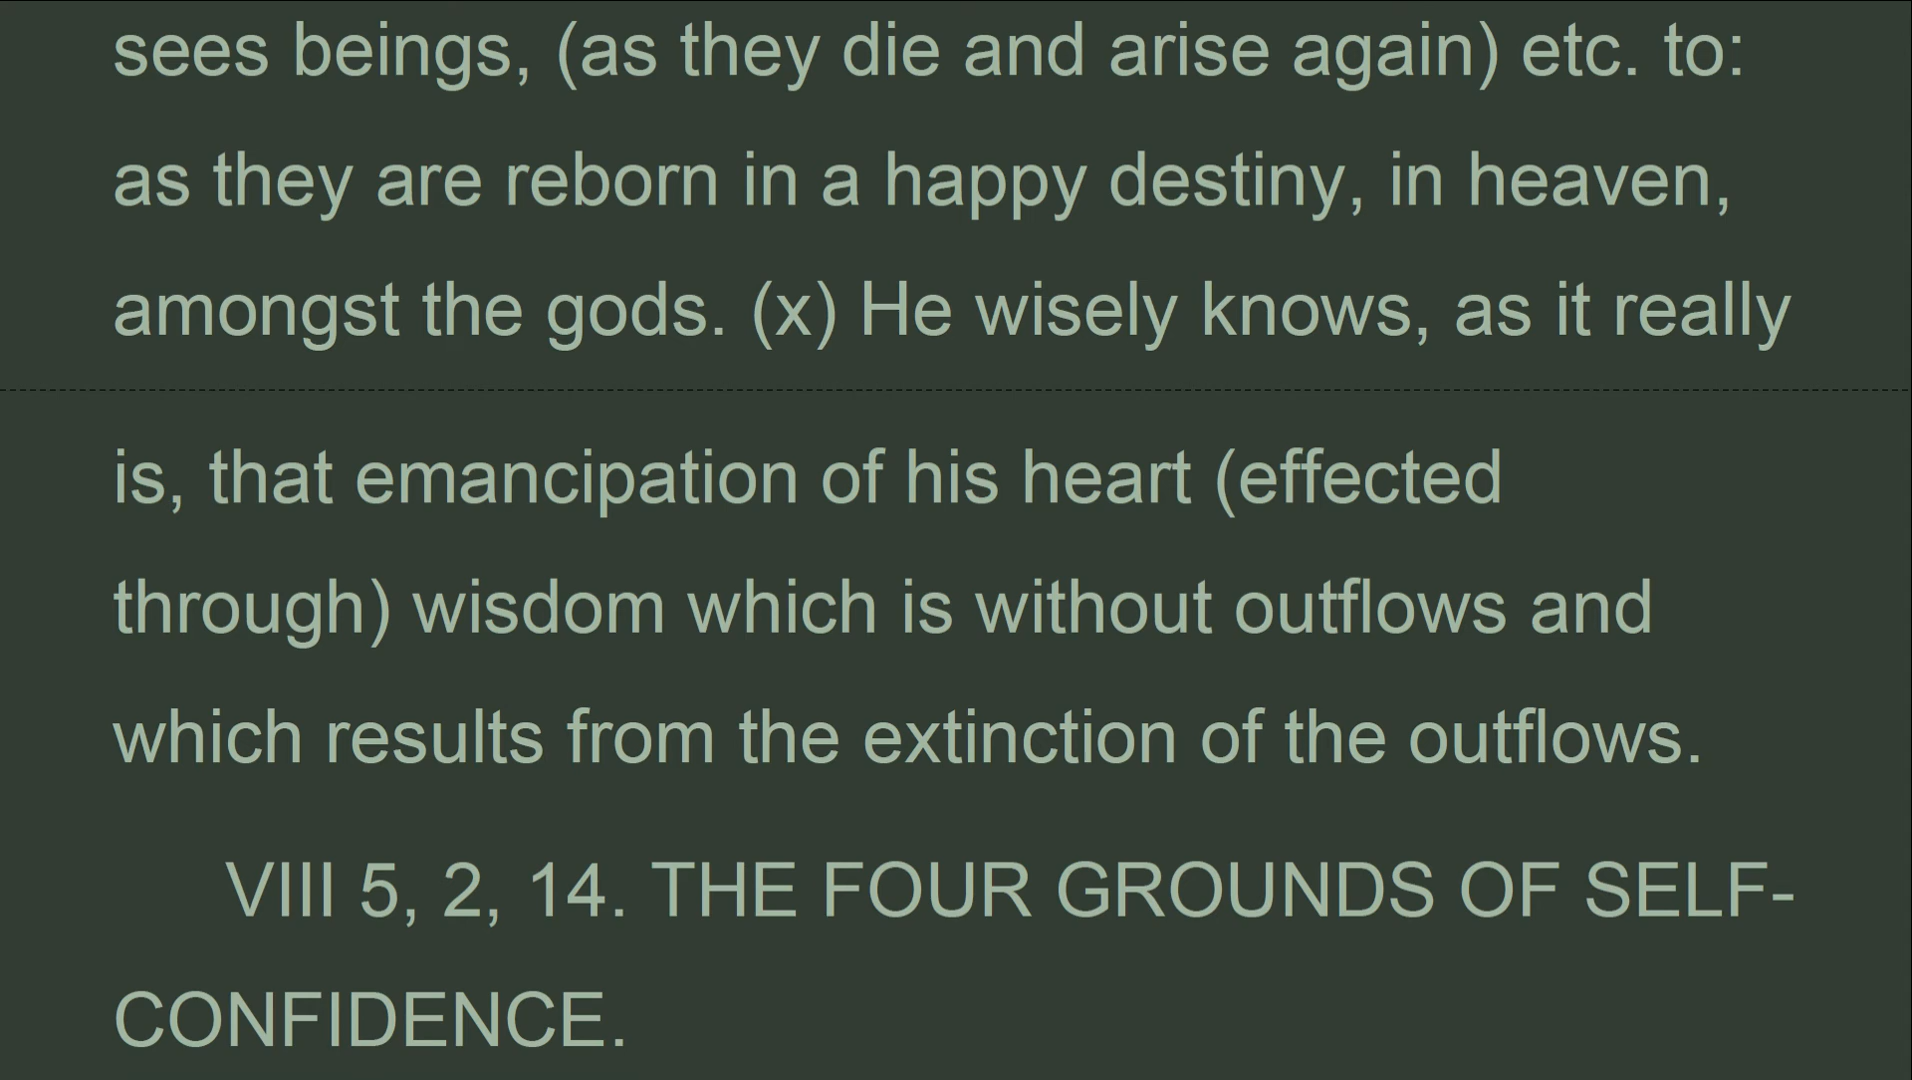 sees beings, (as they die and arise again) etc. to:
as they are reborn in a happy destiny, in heaven,
amongst the gods. (x) He wisely knows, as it really
is, that emancipation of his heart (effected
through) wisdom which is without outflows and
which results from the extinction of the outflows.
VIII 5, 2, 14. THE FOUR GROUNDS OF SELF-
CONFIDENCE.